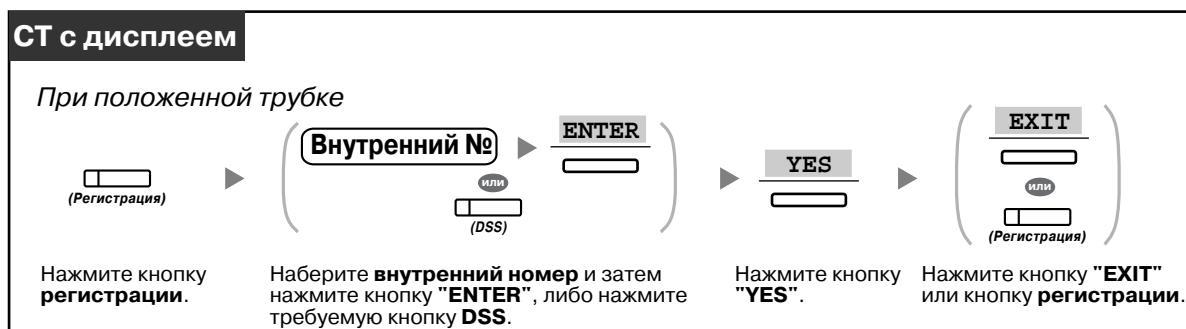 СТ с дисплеем
При положенной трубке
(Регистрация)
Внутренний №
ENTER
или
(DSS)
YES
EXIT
или
(Регистрация)
Нажмите кнопку
регистрации.
Наберите внутренний номер и затем
нажмите кнопку "ENTER", либо нажмите
требуемую кнопку DSS.
Нажмите кнопку
"YES".
Нажмите кнопку "EXIT"
или кнопку регистрации.